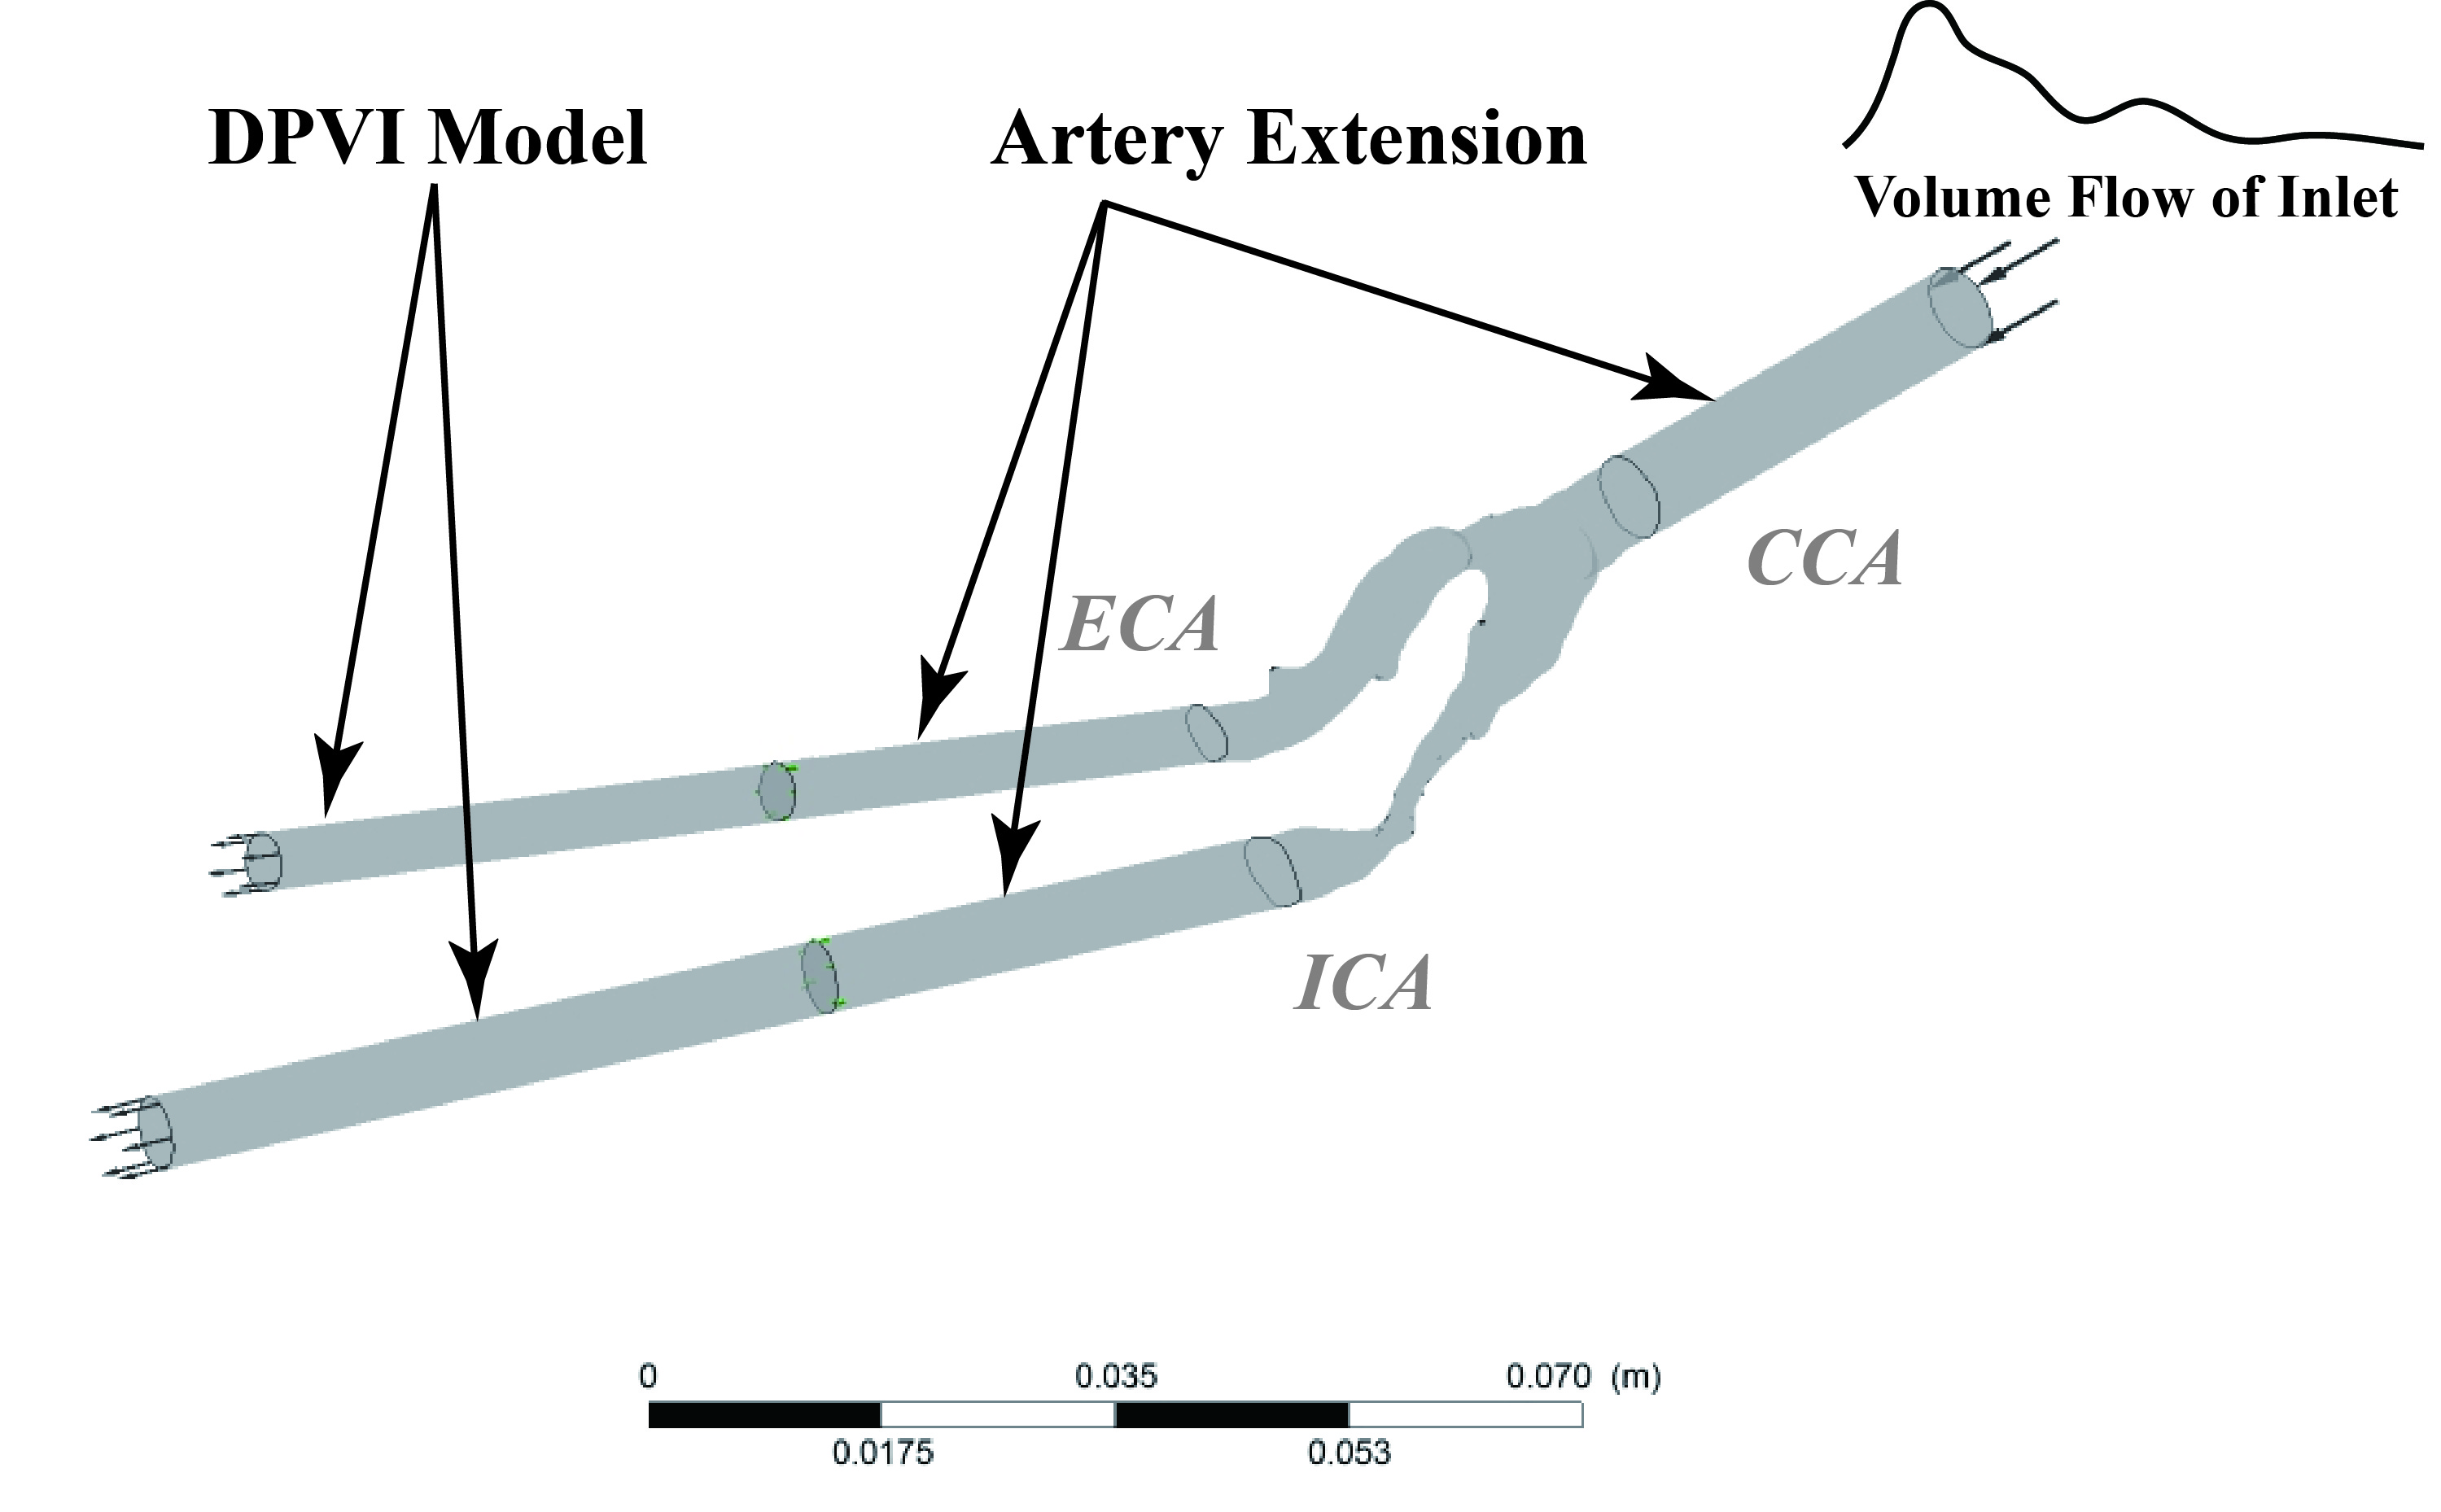 DPVI Model
Artery Extension
Volume Flow of Inlet
ECA
CCA
ICA
0 0.035 0.070 (m)
0.0175 0.053